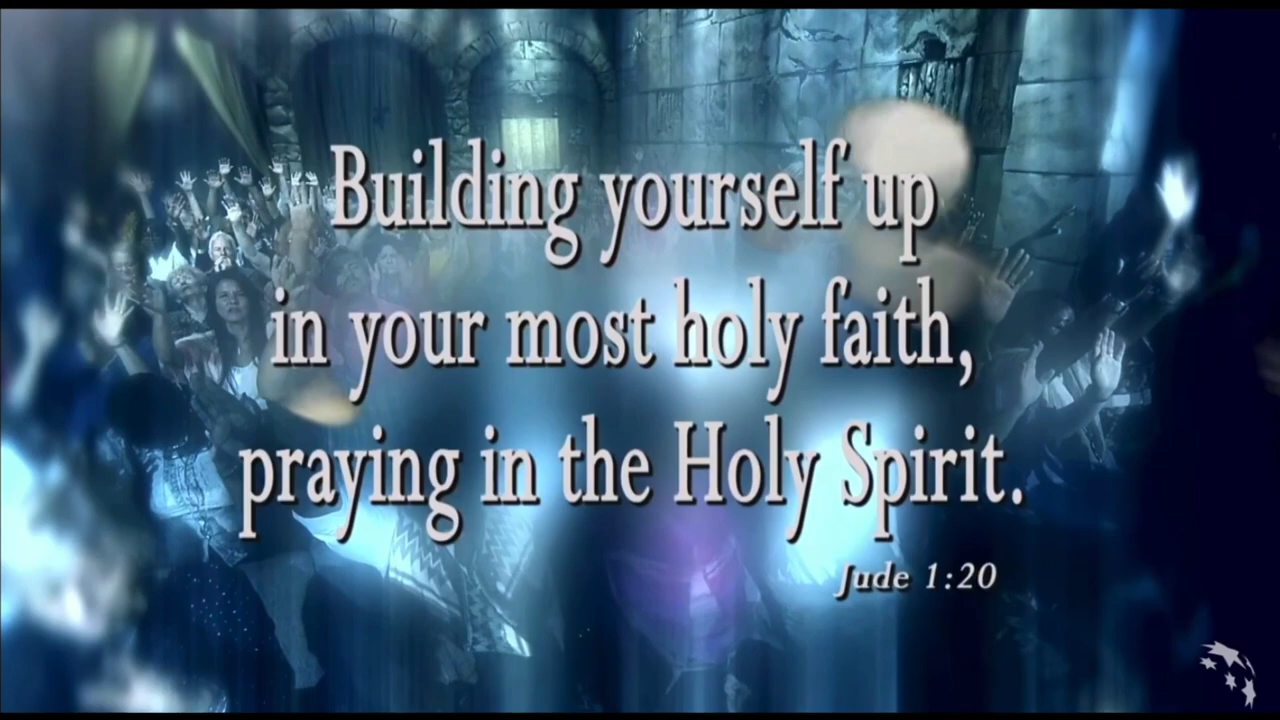 Building yourself up
in your most holy faith,
praying in the Holy Spirit.
Jude 1:20